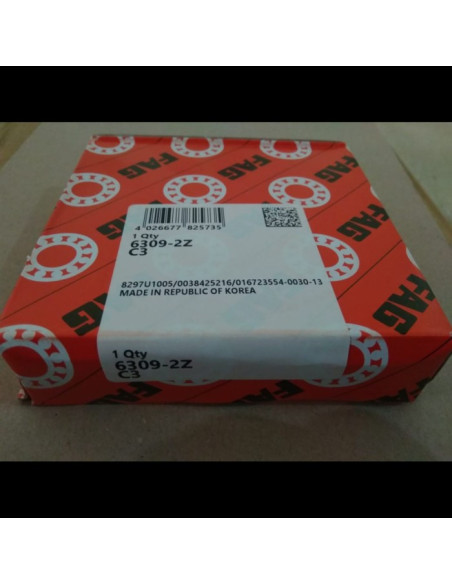 FAG
FAG
FAG
FAG
FAG
4 026677 825735
1 Qty
6309-2Z
C3
8297U1005/0038425216/016723554-0030-13
MADE IN REPUBLIC OF KOREA
1 Qty
6309-2Z
C3